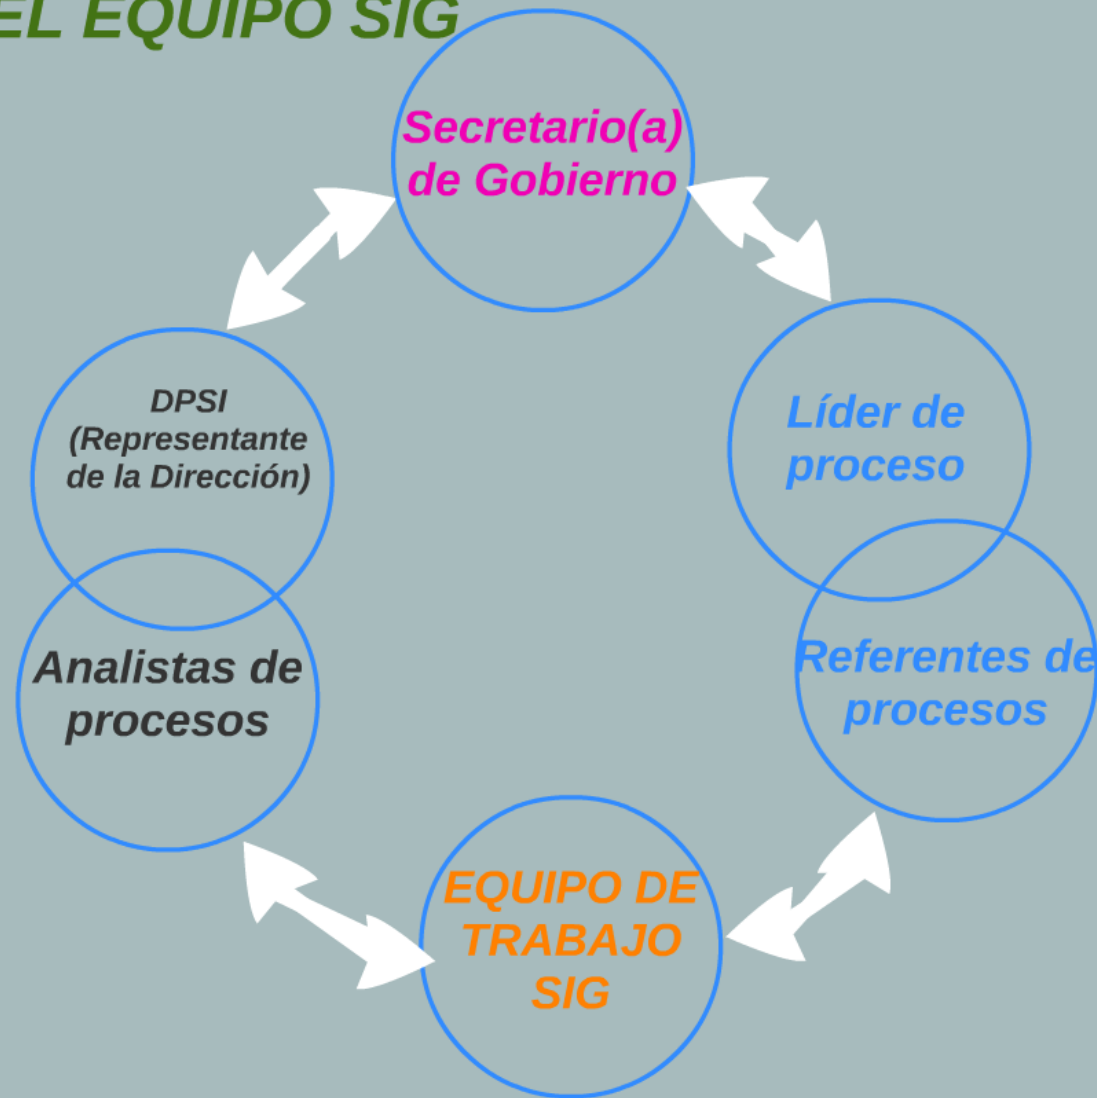 EL EQUIPO SIG
Secretario(a)
de Gobierno
DPSI
(Representante
de la Dirección)
Líder de
proceso
Analistas de
procesos
Referentes de
procesos
EQUIPO DE
TRABAJO
SIG